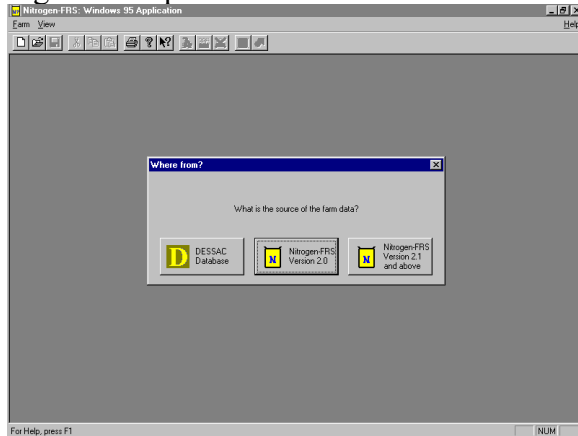 Nitrogen-FRS: Windows 95 Application
Farm View Help
Where from?
What is the source of the farm data?
D
DESSAC
Database
N
Nitrogen-FRS
Version 2.0
N
Nitrogen-FRS
Version 2.1
and above
For Help, press F1
NUM